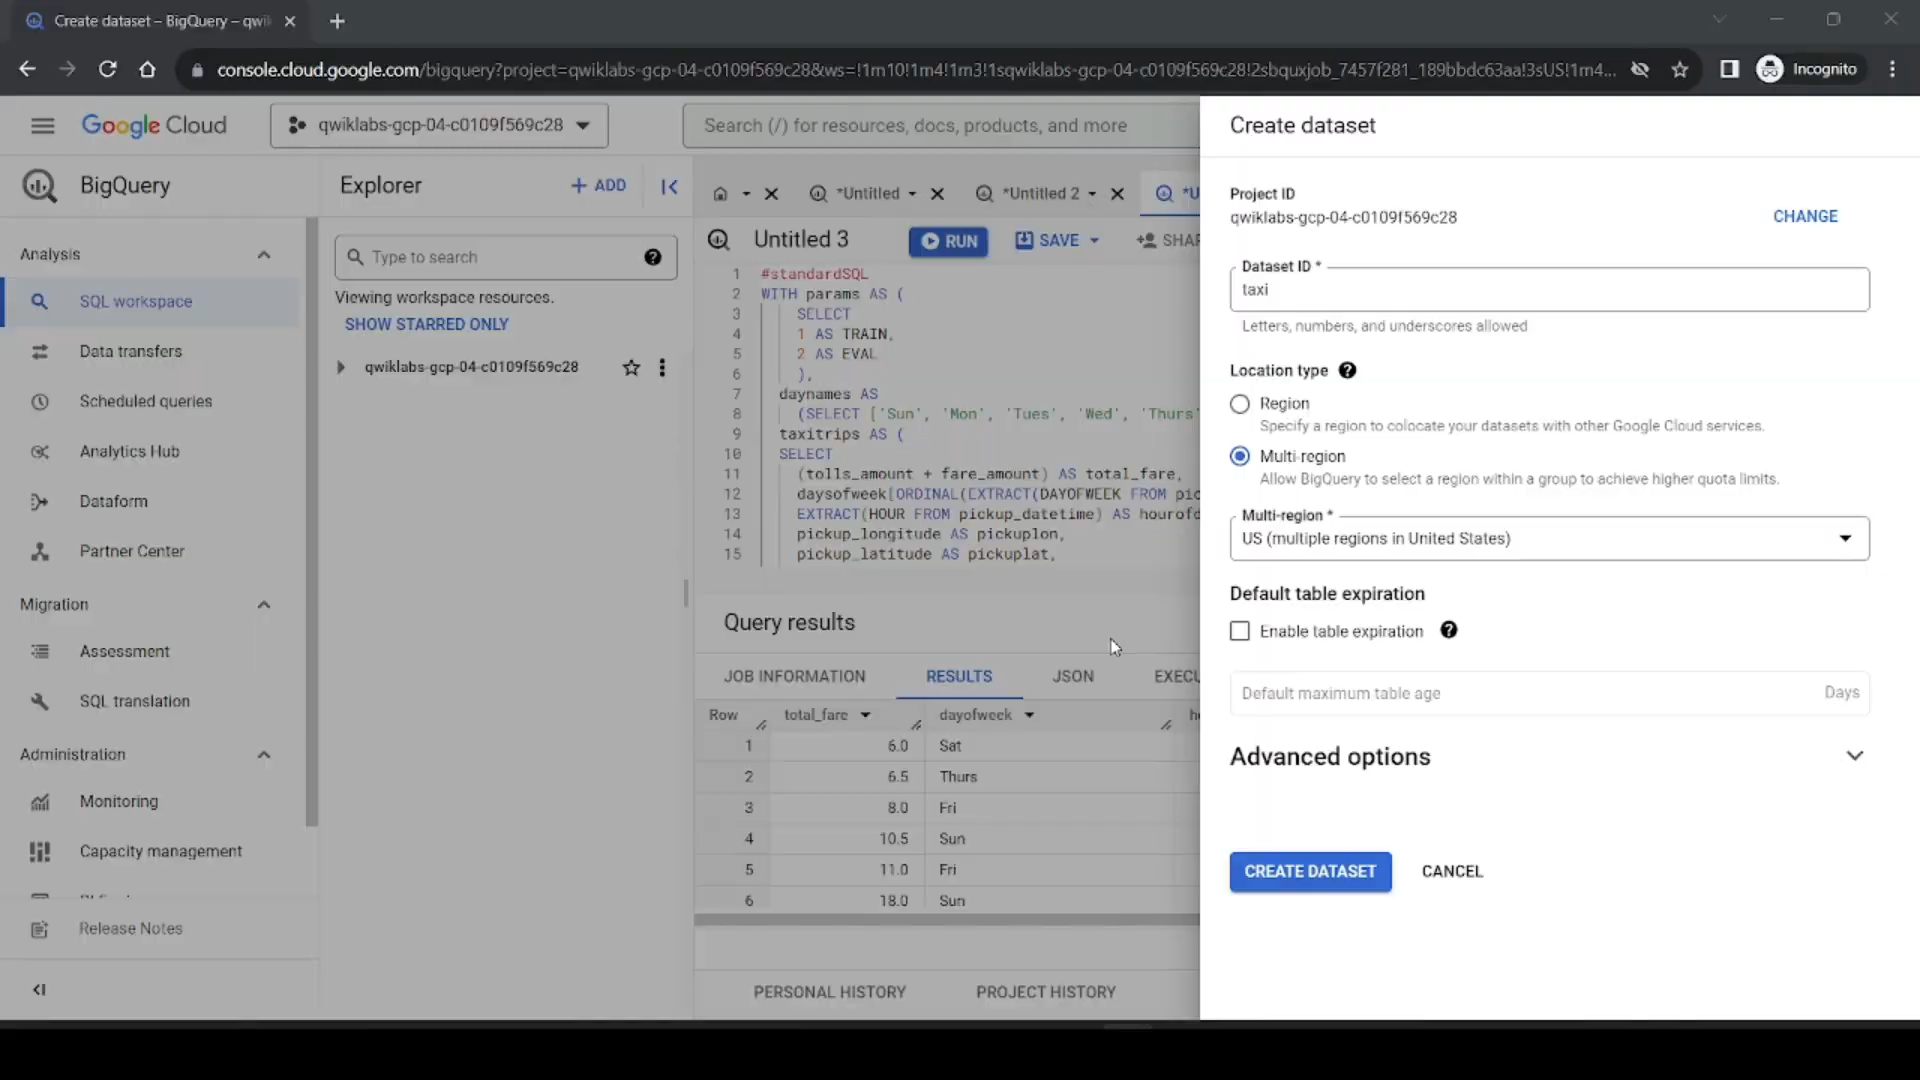 Create dataset – BigQuery – qwi
console.cloud.google.com/bigquery?project=qwiklabs-gcp-04-c0109f569c28&ws=!1m10!1m4!1m3!1sqwiklabs-gcp-04-c0109f569c28!2sbquxjob_7457f281_189bbdc63aa!3sUS!1m4...
Incognito
Google Cloud
qwiklabs-gcp-04-c0109f569c28
Search (/) for resources, docs, products, and more
BigQuery
Analysis
SQL workspace
Data transfers
Scheduled queries
Analytics Hub
Dataform
Partner Center
Migration
Assessment
SQL translation
Administration
Monitoring
Capacity management
Release Notes
Explorer
+ ADD
Type to search
Viewing workspace resources.
SHOW STARRED ONLY
qwiklabs-gcp-04-c0109f569c28
*Untitled
*Untitled 2
*U
Untitled 3
RUN
SAVE
SHAR
1 #standardSQL
2 WITH params AS (
3 SELECT
4 1 AS TRAIN,
5 2 AS EVAL
6 ),
7 daynames AS
8 (SELECT ['Sun', 'Mon', 'Tues', 'Wed', 'Thurs'
9 taxitrips AS (
10 SELECT
11 (tolls_amount + fare_amount) AS total_fare,
12 daysofweek[ORDINAL(EXTRACT(DAYOFWEEK FROM pic
13 EXTRACT(HOUR FROM pickup_datetime) AS hourofd
14 pickup_longitude AS pickuplon,
15 pickup_latitude AS pickuplat,
Query results
JOB INFORMATION
RESULTS
JSON
EXECU
Row total_fare dayofweek h
1 6.0 Sat
2 6.5 Thurs
3 8.0 Fri
4 10.5 Sun
5 11.0 Fri
6 18.0 Sun
PERSONAL HISTORY
PROJECT HISTORY
Create dataset
Project ID
qwiklabs-gcp-04-c0109f569c28
CHANGE
Dataset ID *
taxi
Letters, numbers, and underscores allowed
Location type
Region
Specify a region to colocate your datasets with other Google Cloud services.
Multi-region
Allow BigQuery to select a region within a group to achieve higher quota limits.
Multi-region *
US (multiple regions in United States)
Default table expiration
Enable table expiration
Default maximum table age
Days
Advanced options
CREATE DATASET
CANCEL